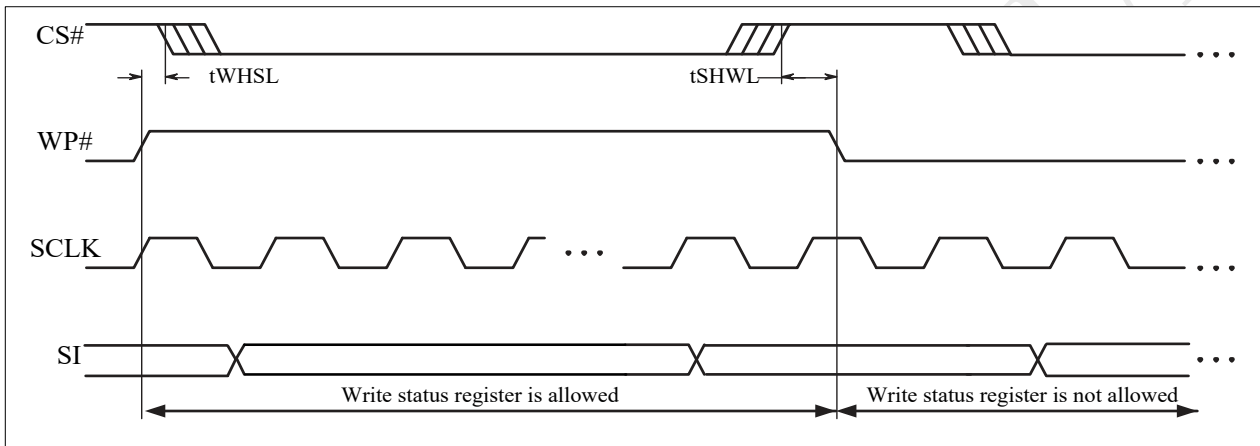 CS#
tWHSL
tSHWL
WP#
SCLK
SI
Write status register is allowed
Write status register is not allowed